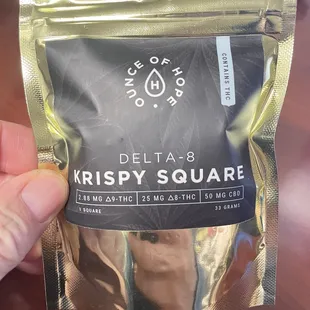 OUNCE OF HOPE
H
CONTAINS THC
DELTA-8
KRISPY SQUARE
2.88 MG Δ9-THC | 25 MG Δ8-THC | 50 MG CBD
1 SQUARE 33 GRAMS